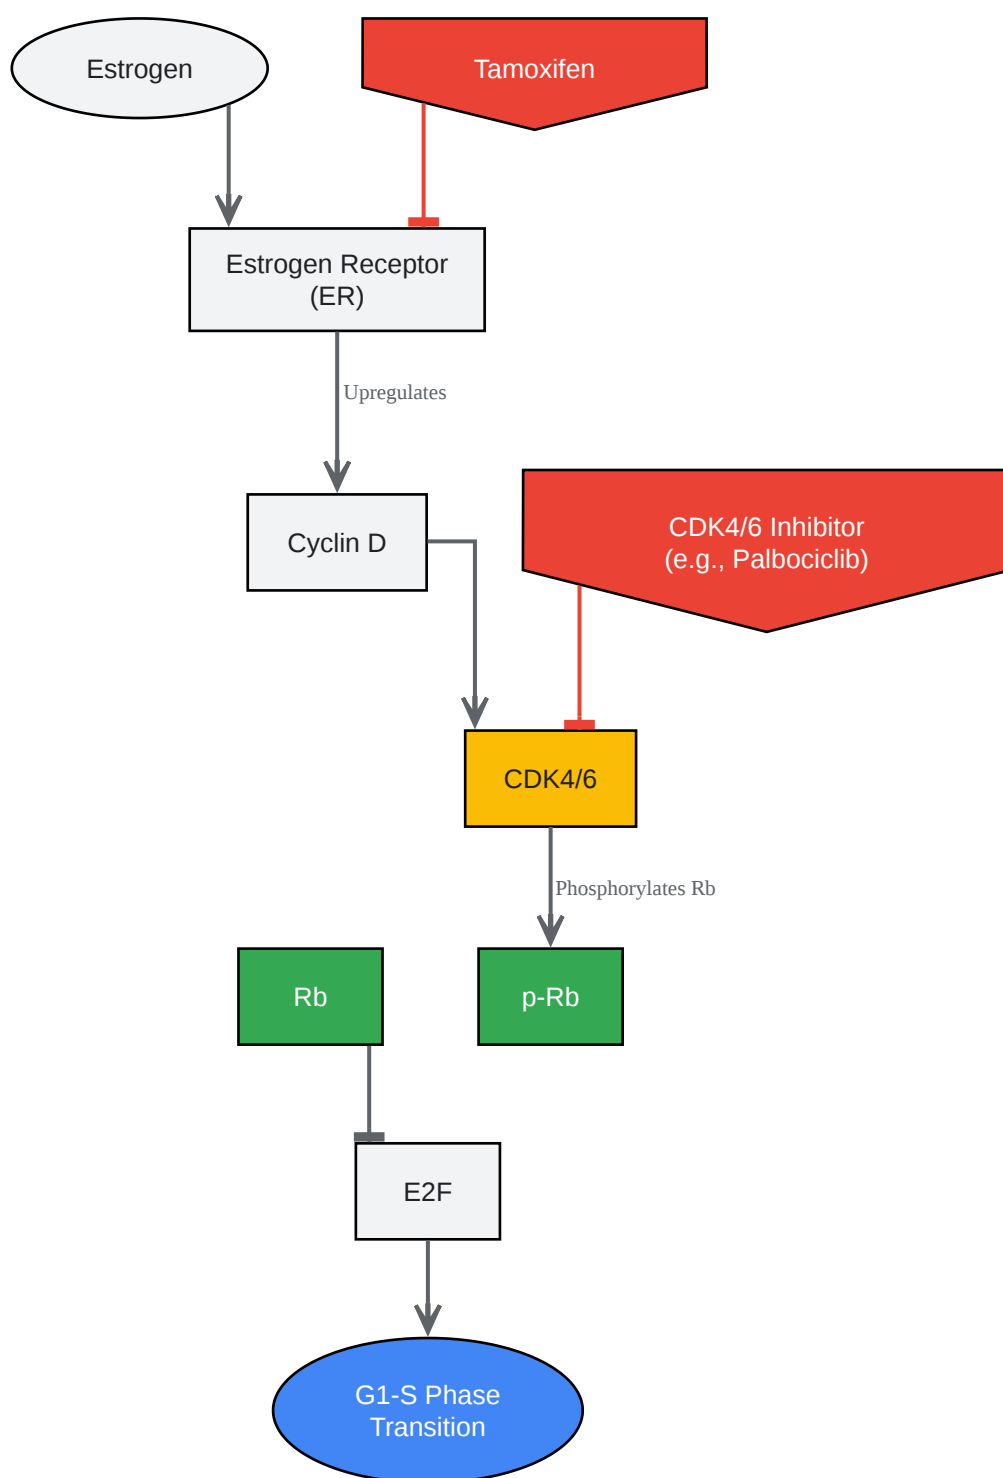 Estrogen
Tamoxifen
Estrogen Receptor
(ER)
Upregulates
Cyclin D
CDK4/6 Inhibitor
(e.g., Palbociclib)
CDK4/6
Phosphorylates Rb
Rb
p-Rb
E2F
G1-S Phase
Transition